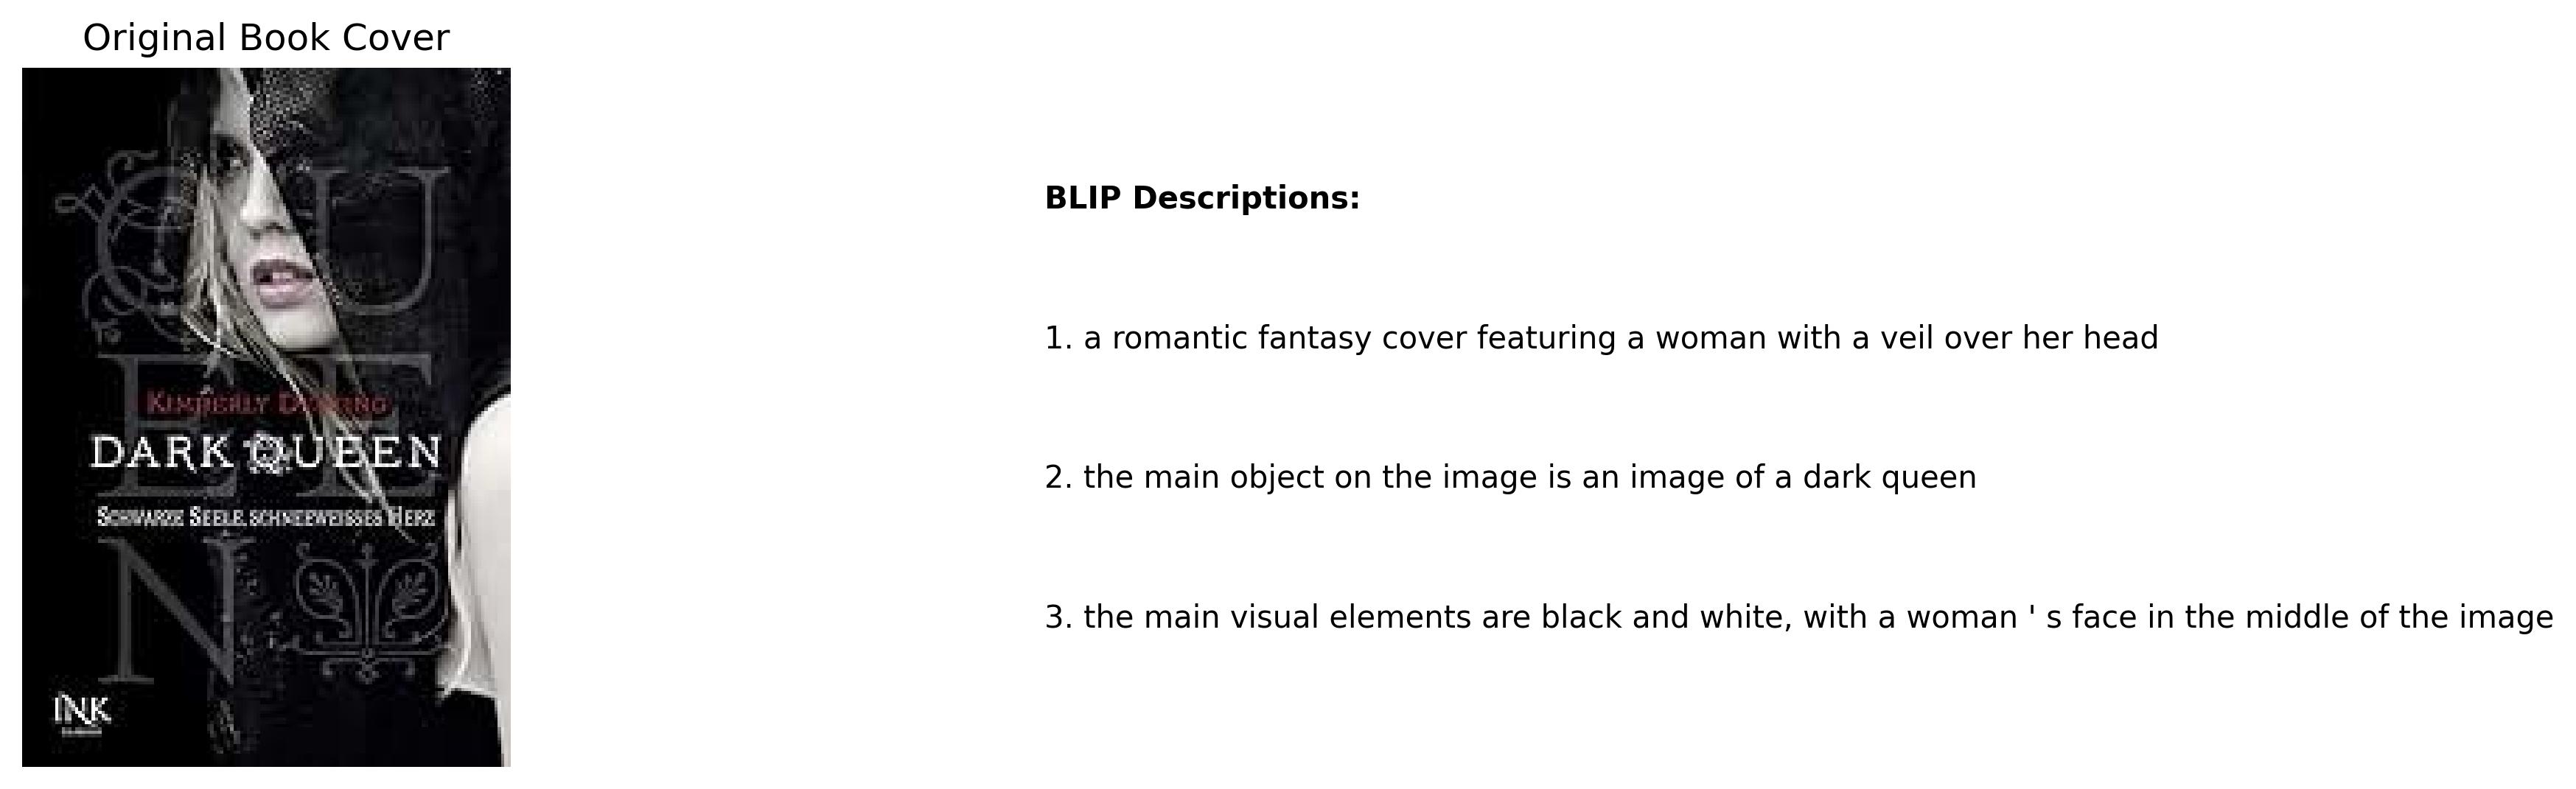 Original Book Cover
QU
EE
KIMBERLY
DARK QUEEN
SCHWARZE SEELE, SCHNEEWEISSES HERZ
N
INK
BLIP Descriptions:
1. a romantic fantasy cover featuring a woman with a veil over her head
2. the main object on the image is an image of a dark queen
3. the main visual elements are black and white, with a woman ' s face in the middle of the image